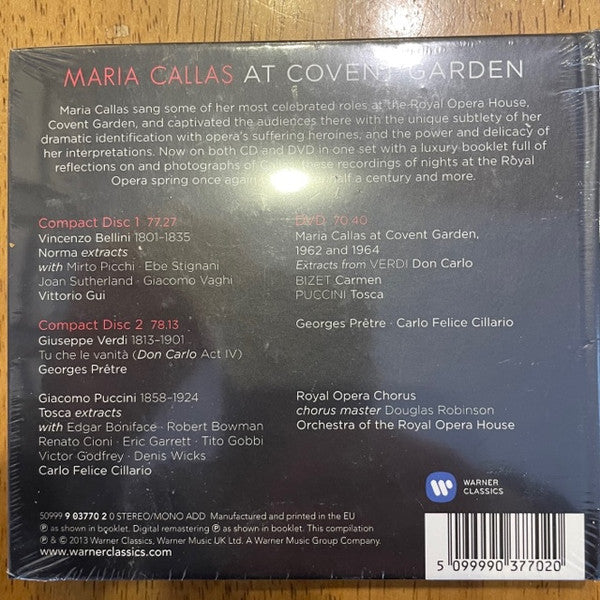 MARIA CALLAS AT COVENT GARDEN
Maria Callas sang some of her most celebrated roles at the Royal Opera House,
Covent Garden, and captivated the audiences there with the unique subtlety of her
dramatic identification with opera's suffering heroines, and the power and delicacy of
her interpretations. Now on both CD and DVD in one set with a luxury booklet full of
reflections on and photographs of these recordings of nights at the Royal
Opera spring once again half a century and more.
Compact Disc 1 77.27
Vincenzo Bellini 1801–1835
Norma extracts
with Mirto Picchi · Ebe Stignani
Joan Sutherland · Giacomo Vaghi
Vittorio Gui
Compact Disc 2 78.13
Giuseppe Verdi 1813–1901
Tu che le vanità (Don Carlo Act IV)
Georges Prêtre
Giacomo Puccini 1858–1924
Tosca extracts
with Edgar Boniface · Robert Bowman
Renato Cioni · Eric Garrett · Tito Gobbi
Victor Godfrey · Denis Wicks
Carlo Felice Cillario
DVD 70.40
Maria Callas at Covent Garden,
1962 and 1964
Extracts from VERDI Don Carlo
BIZET Carmen
PUCCINI Tosca
Georges Prêtre · Carlo Felice Cillario
Royal Opera Chorus
chorus master Douglas Robinson
Orchestra of the Royal Opera House
WARNER
CLASSICS
50999 9 03770 2 0 STEREO/MONO ADD Manufactured and printed in the EU
℗ as shown in booklet. Digital remastering ℗ as shown in booklet. This compilation
℗ & © 2013 Warner Classics, Warner Music UK Ltd. A Warner Music Group Company.
www.warnerclassics.com
5 099990 377020